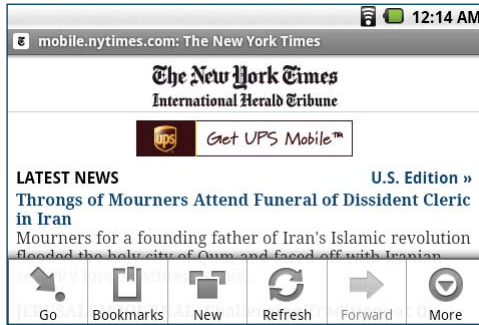 12:14 AM
mobile.nytimes.com: The New York Times
The New York Times
International Herald Tribune
ups Get UPS Mobile™
LATEST NEWS U.S. Edition »
Throngs of Mourners Attend Funeral of Dissident Cleric
in Iran
Mourners for a founding father of Iran's Islamic revolution
flooded the holy city of Qum and faced off with Iranian
Go Bookmarks New Refresh Forward More